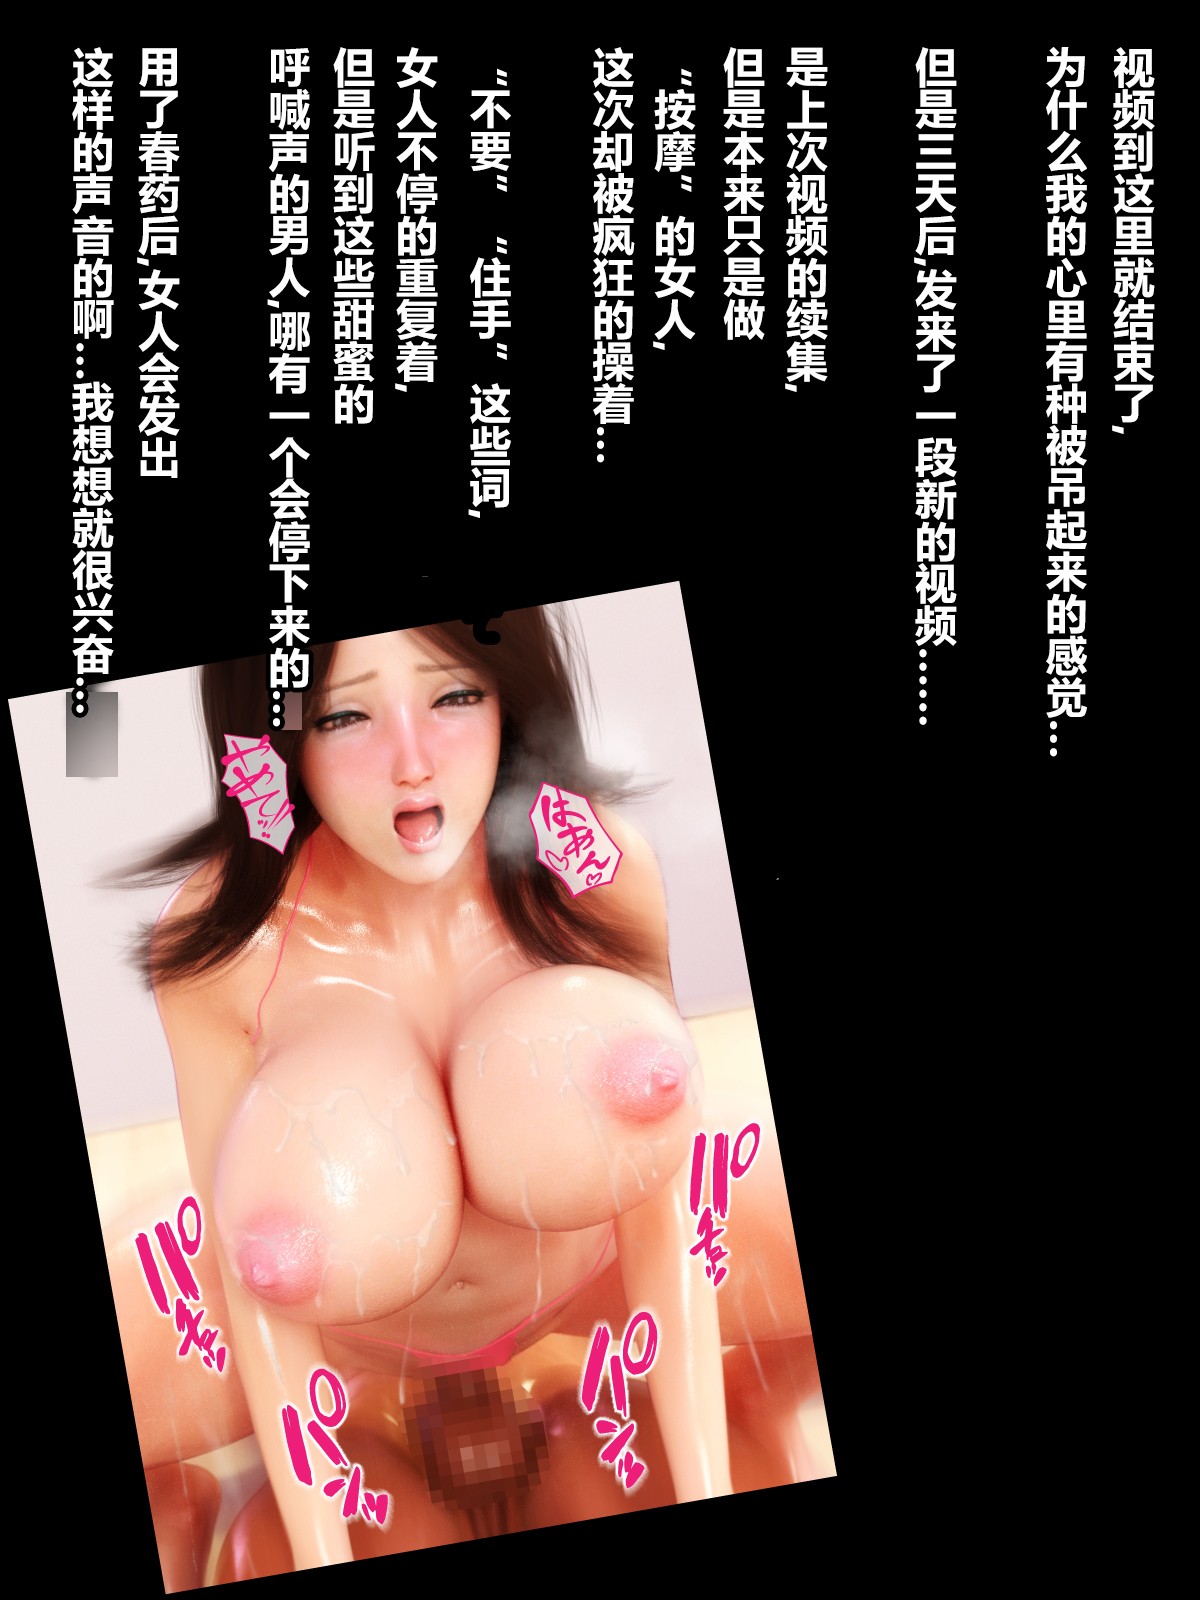 视频到这里就结束了,
为什么我的心里有种被吊起来的感觉…
但是三天后,发来了一段新的视频……
是上次视频的续集,
但是本来只是做
“按摩”的女人,
这次却被疯狂的操着…
“不要”“住手”这些词,
女人不停的重复着,
但是听到这些甜蜜的
呼喊声的男人,哪有一个会停下来的…
用了春药后,女人会发出
这样的声音的啊…我想想就很兴奋…
はあん♡♡